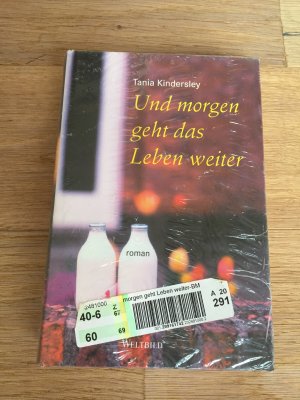 Tania Kindersley
Und morgen
geht das
Leben weiter
roman
morgen geht Leben weiter-BM
40-6
Z
A 20
291
60
69
WELTBILD